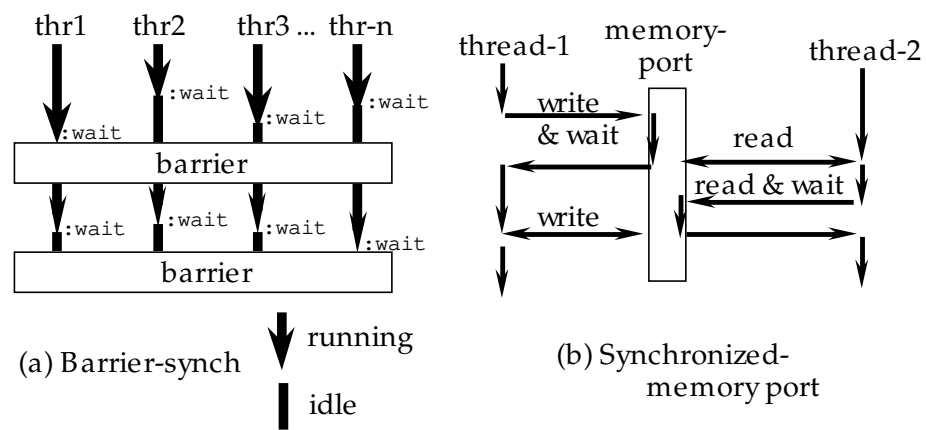 thr1 thr2 thr3 ... thr-n
:wait
:wait
:wait
:wait
barrier
:wait
:wait
:wait
:wait
barrier
running
(a) Barrier-synch
idle
thread-1
memory-
port
thread-2
write
& wait
read
read & wait
write
(b) Synchronized-
memory port